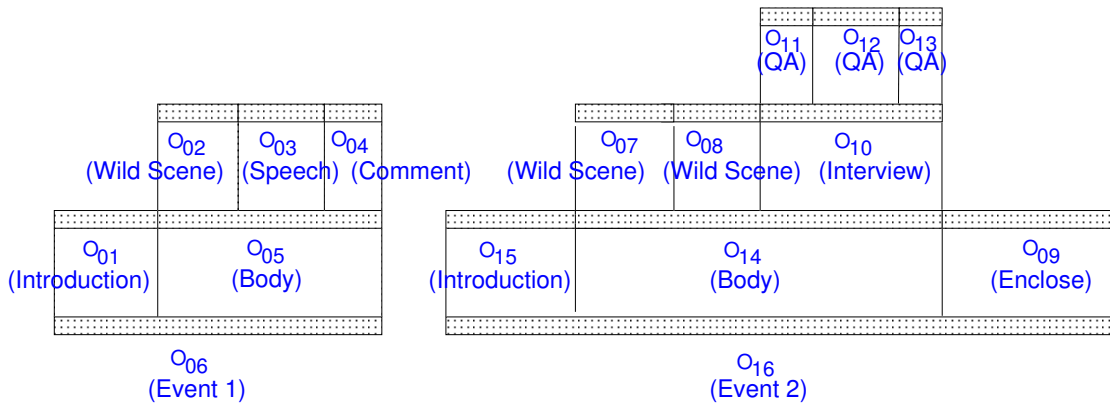 O11 O12 O13
(QA) (QA) (QA)
O02 O03 O04 O07 O08 O10
(Wild Scene) (Speech) (Comment) (Wild Scene) (Wild Scene) (Interview)
O01 O05 O15 O14 O09
(Introduction) (Body) (Introduction) (Body) (Enclose)
O06 O16
(Event 1) (Event 2)